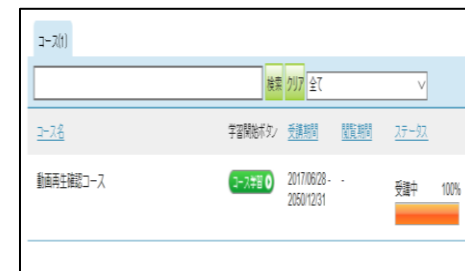 コース(1)
検索 クリア 全て
コース名 学習開始ボタン 受講期間 閲覧期間 ステータス
動画再生確認コース コース学習 2017/06/28 - - 受講中 100%
2050/12/31